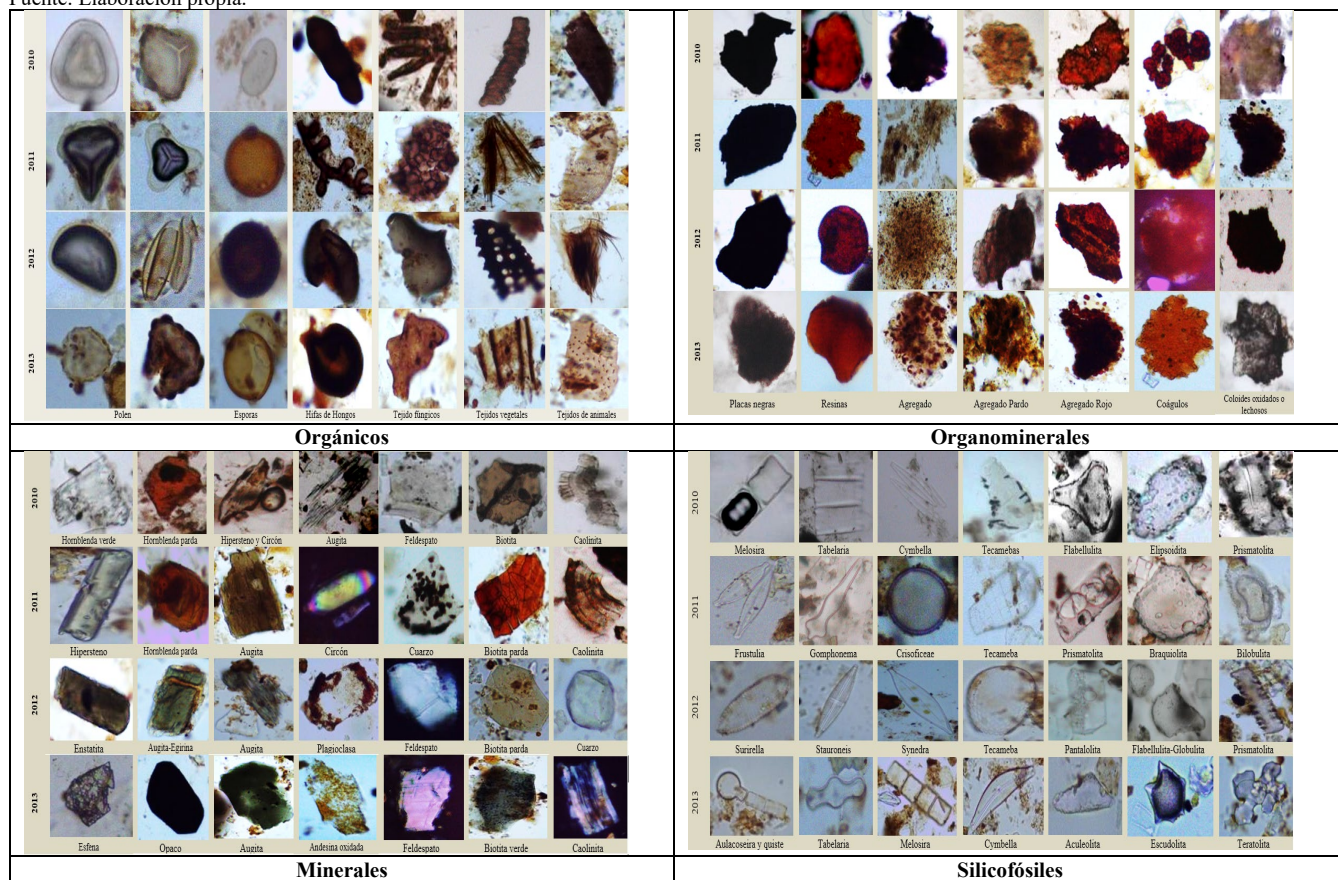 Fuente: Elaboración propia.
2010
2011
2012
2013
Polen Esporas Hifas de Hongos Tejido fúngicos Tejidos vegetales Tejidos de animales
Orgánicos
2010
2011
2012
2013
Placas negras Resinas Agregado Agregado Pardo Agregado Rojo Coágulos Coloides oxidados o lechosos
Organominerales
2010
Hornblenda verde Hornblenda parda Hipersteno y Circón Augita Feldespato Biotita Caolinita
2011
Hipersteno Hornblenda parda Augita Circón Cuarzo Biotita parda Caolinita
2012
Enstatita Augita-Egirina Augita Plagioclasa Feldespato Biotita parda Cuarzo
2013
Esfena Opaco Augita Andesina oxidada Feldespato Biotita verde Caolinita
Minerales
2010
Melosira Tabelaria Cymbella Tecamebas Flabellulita Elipsoidita Prismatolita
2011
Frustulia Gomphonema Crisoficeae Tecameba Prismatolita Braquiolita Bilobulita
2012
Surirella Stauroneis Synedra Tecameba Pantalolita Flabellulita-Globulita Prismatolita
2013
Aulacoseira y quiste Tabelaria Melosira Cymbella Aculeolita Escudolita Teratolita
Silicofósiles